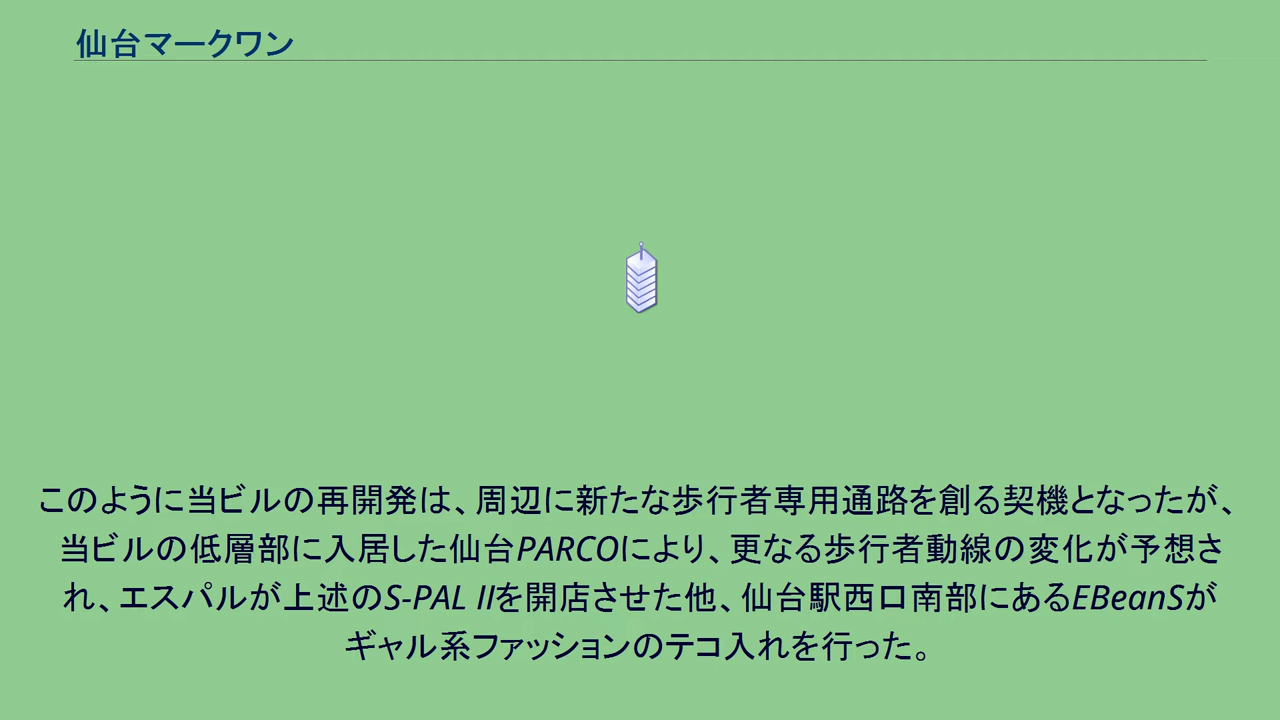 仙台マークワン
このように当ビルの再開発は、周辺に新たな歩行者専用通路を創る契機となったが、
当ビルの低層部に入居した仙台PARCOにより、更なる歩行者動線の変化が予想さ
れ、エスパルが上述のS-PAL IIを開店させた他、仙台駅西口南部にあるEBeanSが
ギャル系ファッションのテコ入れを行った。